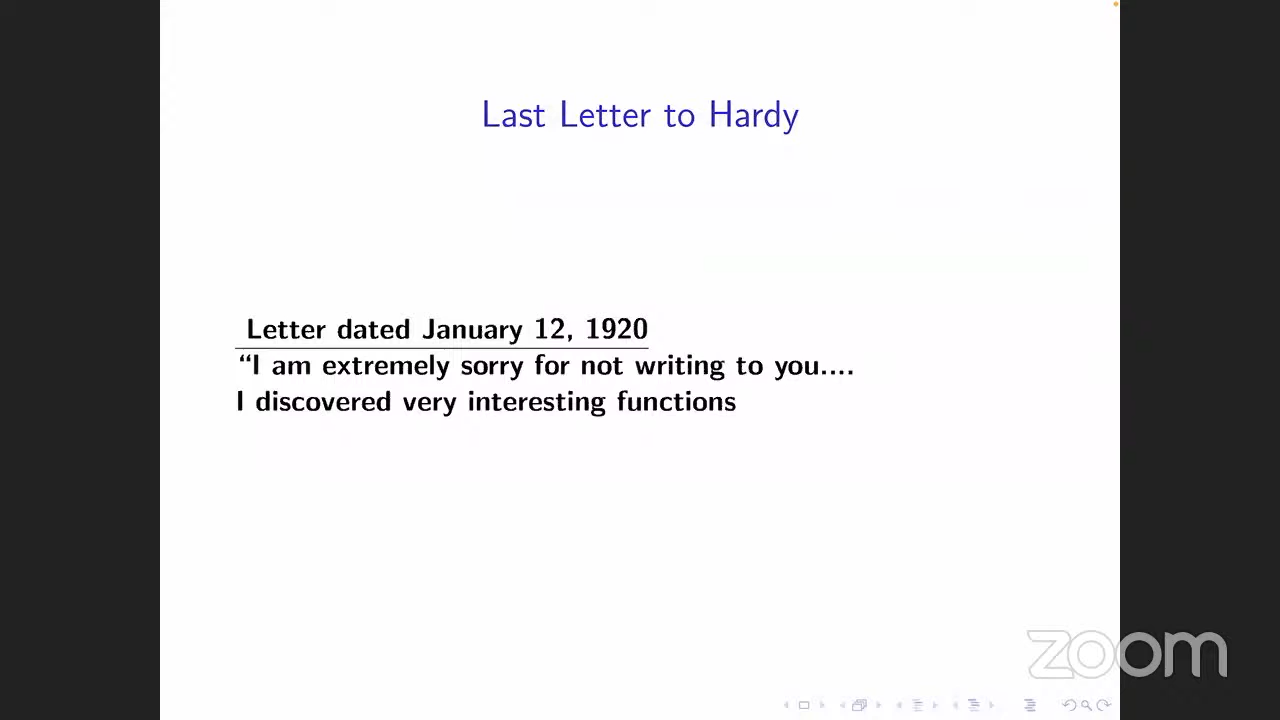 Last Letter to Hardy
Letter dated January 12, 1920
“I am extremely sorry for not writing to you....
I discovered very interesting functions
zoom